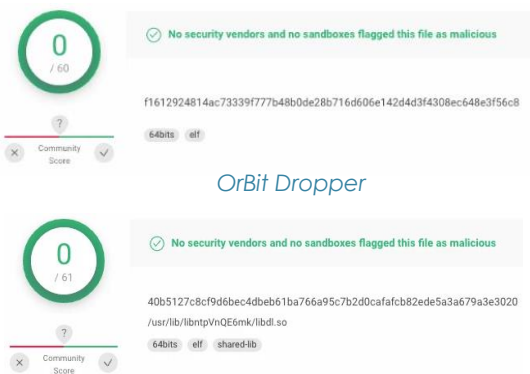 0
/ 60
?
Community
Score
No security vendors and no sandboxes flagged this file as malicious
f1612924814ac73339f777b48b0de28b716d606e142d4d3f4308ec648e3f56c8
64bits elf
OrBit Dropper
0
/ 61
?
Community
Score
No security vendors and no sandboxes flagged this file as malicious
40b5127c8cf9d6bec4dbeb61ba766a95c7b2d0cafafcb82ede5a3a679a3e3020
/usr/lib/libntpVnQE6mk/libdl.so
64bits elf shared-lib